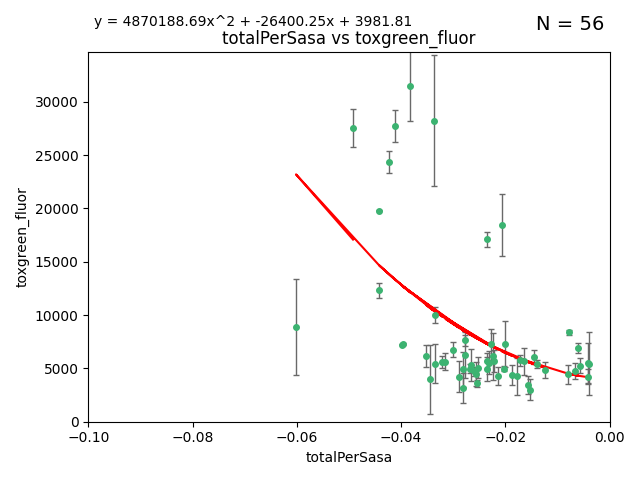 y = 4870188.69x^2 + -26400.25x + 3981.81
N = 56
totalPerSasa vs toxgreen_fluor
toxgreen_fluor
30000
25000
20000
15000
10000
5000
0
−0.10
−0.08
−0.06
−0.04
−0.02
0.00
totalPerSasa